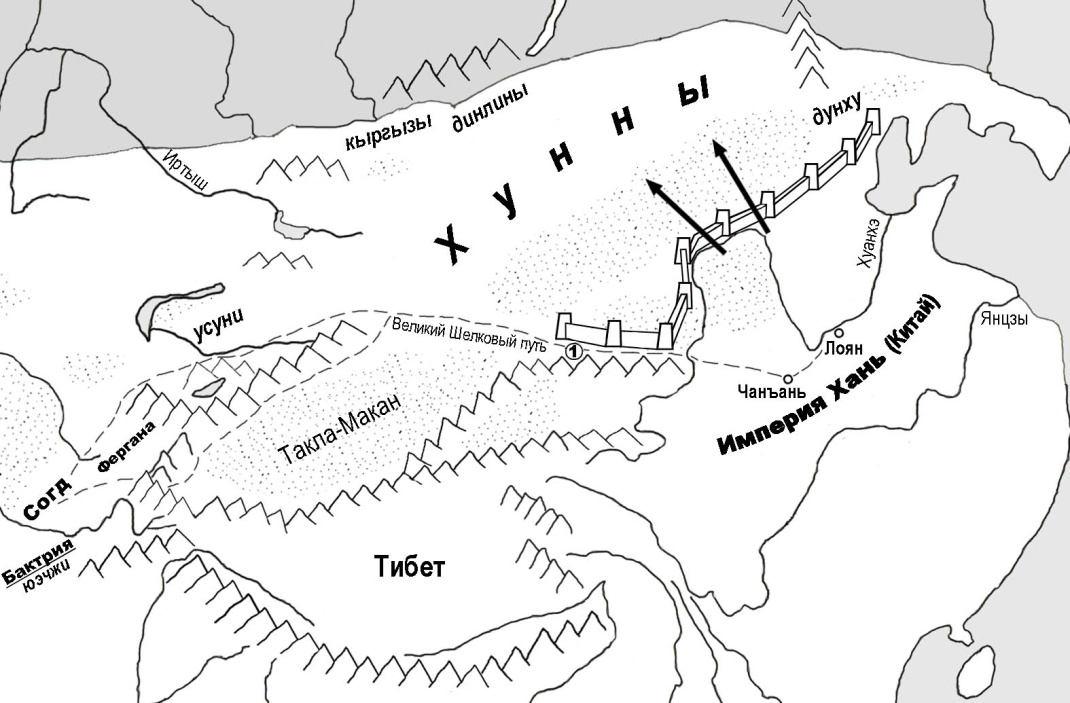 кыргызы
динлины
Хунны
дунху
Иртыш
Хуанхэ
усуни
Великий Шелковый путь
1
Янцзы
Лоян
Чанъань
Империя Хань (Китай)
Такла-Макан
Фергана
Согд
Бактрия
юэчжи
Тибет